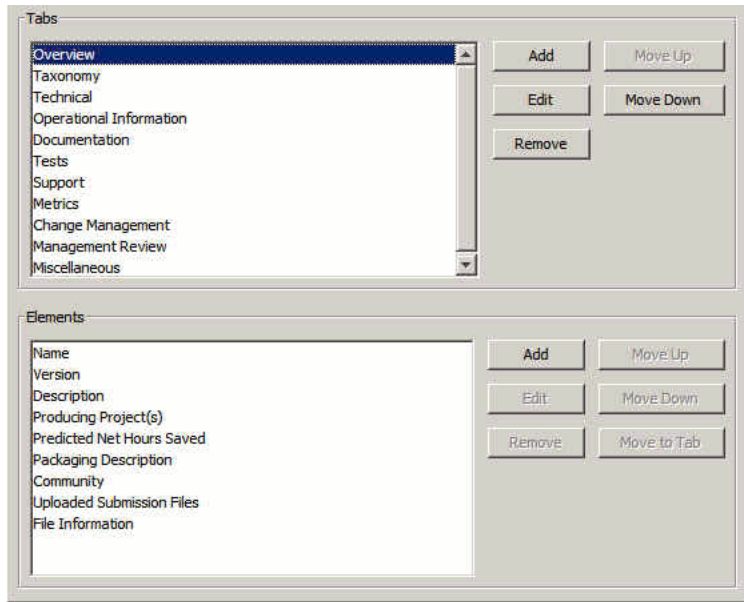 Tabs
Overview
Taxonomy
Technical
Operational Information
Documentation
Tests
Support
Metrics
Change Management
Management Review
Miscellaneous
Add
Move Up
Edit
Move Down
Remove
Elements
Name
Version
Description
Producing Project(s)
Predicted Net Hours Saved
Packaging Description
Community
Uploaded Submission Files
File Information
Add
Move Up
Edit
Move Down
Remove
Move to Tab